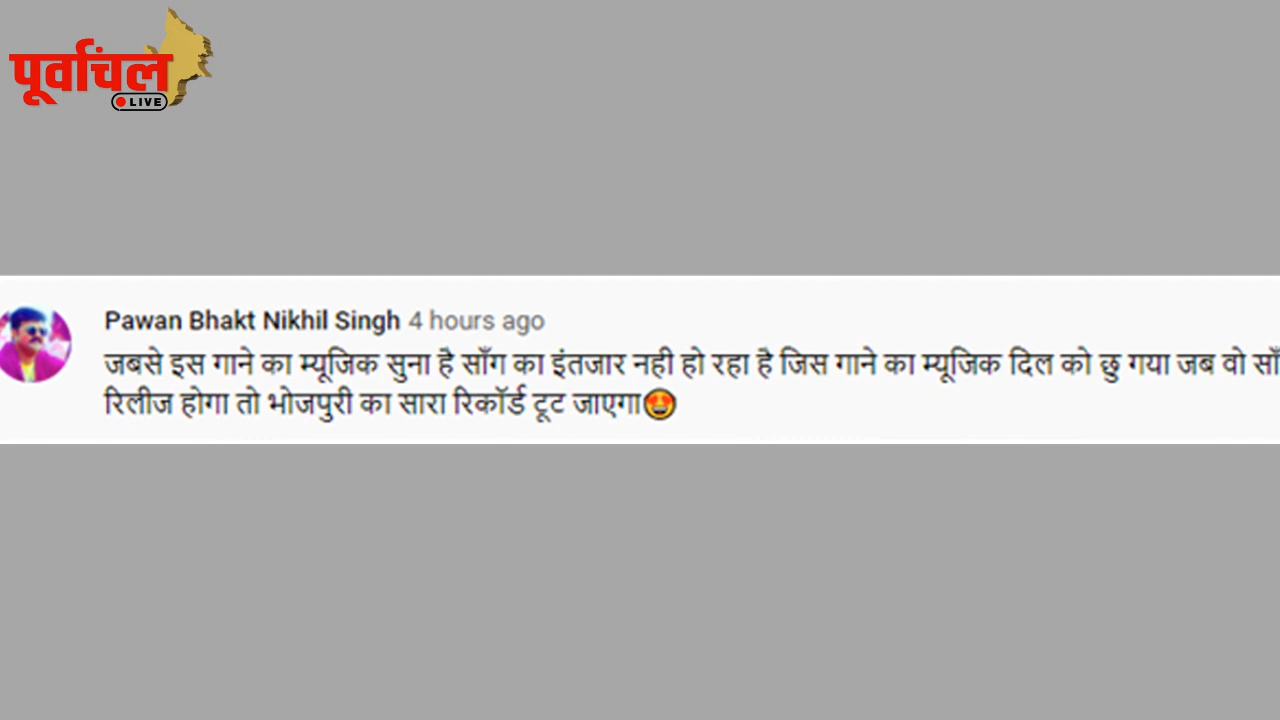 पूर्वांचल
LIVE
Pawan Bhakt Nikhil Singh 4 hours ago
जबसे इस गाने का म्यूजिक सुना है सॉंग का इंतजार नही हो रहा है जिस गाने का म्यूजिक दिल को छु गया जब वो
रिलीज होगा तो भोजपुरी का सारा रिकॉर्ड टूट जाएगा🤩